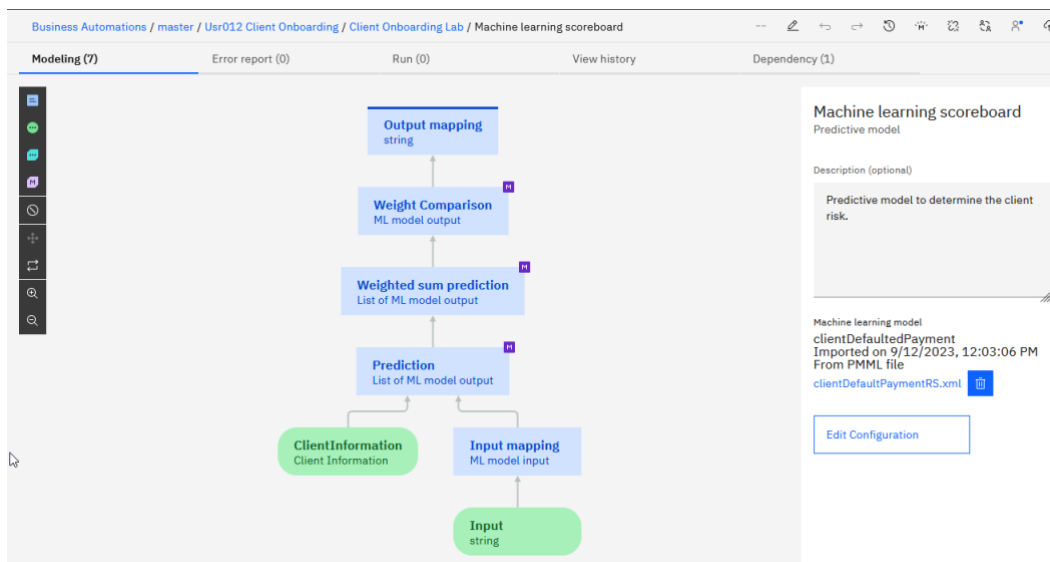 Business Automations / master / Usr012 Client Onboarding / Client Onboarding Lab / Machine learning scoreboard
Modeling (7) Error report (0) Run (0) View history Dependency (1)
Output mapping
string
M
Weight Comparison
ML model output
M
Weighted sum prediction
List of ML model output
M
Prediction
List of ML model output
ClientInformation
Client Information
Input mapping
ML model input
Input
string
Machine learning scoreboard
Predictive model
Description (optional)
Predictive model to determine the client
risk.
Machine learning model
clientDefaultedPayment
Imported on 9/12/2023, 12:03:06 PM
From PMML file
clientDefaultPaymentRS.xml
Edit Configuration